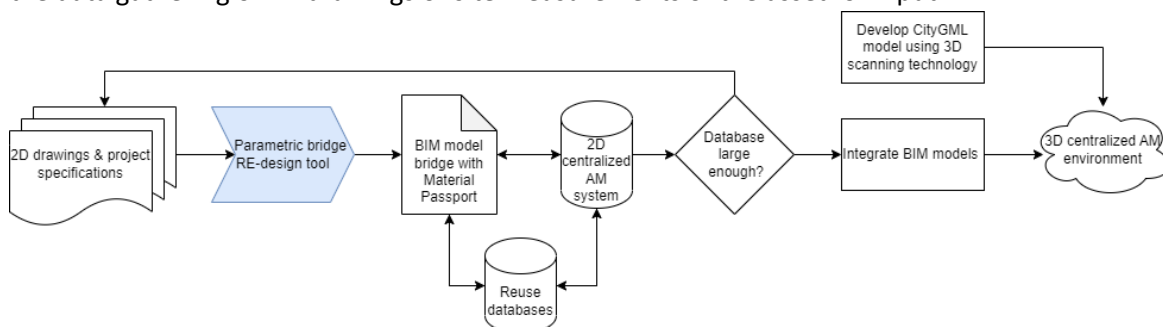 Develop CityGML
model using 3D
scanning technology
2D drawings & project
specifications
Parametric bridge
RE-design tool
BIM model
bridge with
Material
Passport
2D
centralized
AM
system
Database
large
enough?
Integrate BIM models
3D centralized AM
environment
Reuse
databases